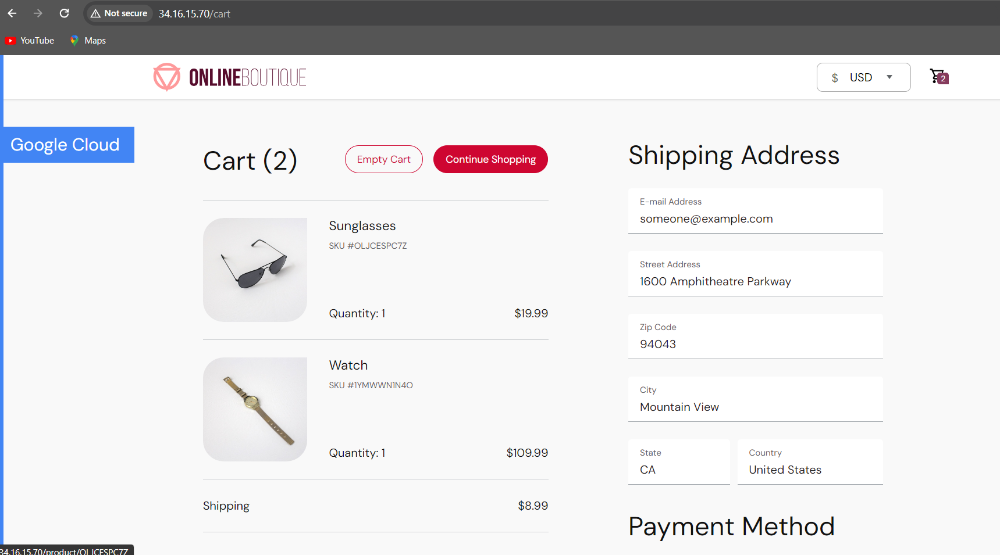 Not secure 34.16.15.70/cart
YouTube Maps
ONLINEBOUTIQUE
$ USD
2
Google Cloud
Cart (2)
Empty Cart
Continue Shopping
Sunglasses
SKU #OLJCESPC7Z
Quantity: 1 $19.99
Watch
SKU #1YMWWN1N4O
Quantity: 1 $109.99
Shipping $8.99
Shipping Address
E-mail Address
someone@example.com
Street Address
1600 Amphitheatre Parkway
Zip Code
94043
City
Mountain View
State
CA
Country
United States
Payment Method
34.16.15.70/product/OLJCESPC7Z